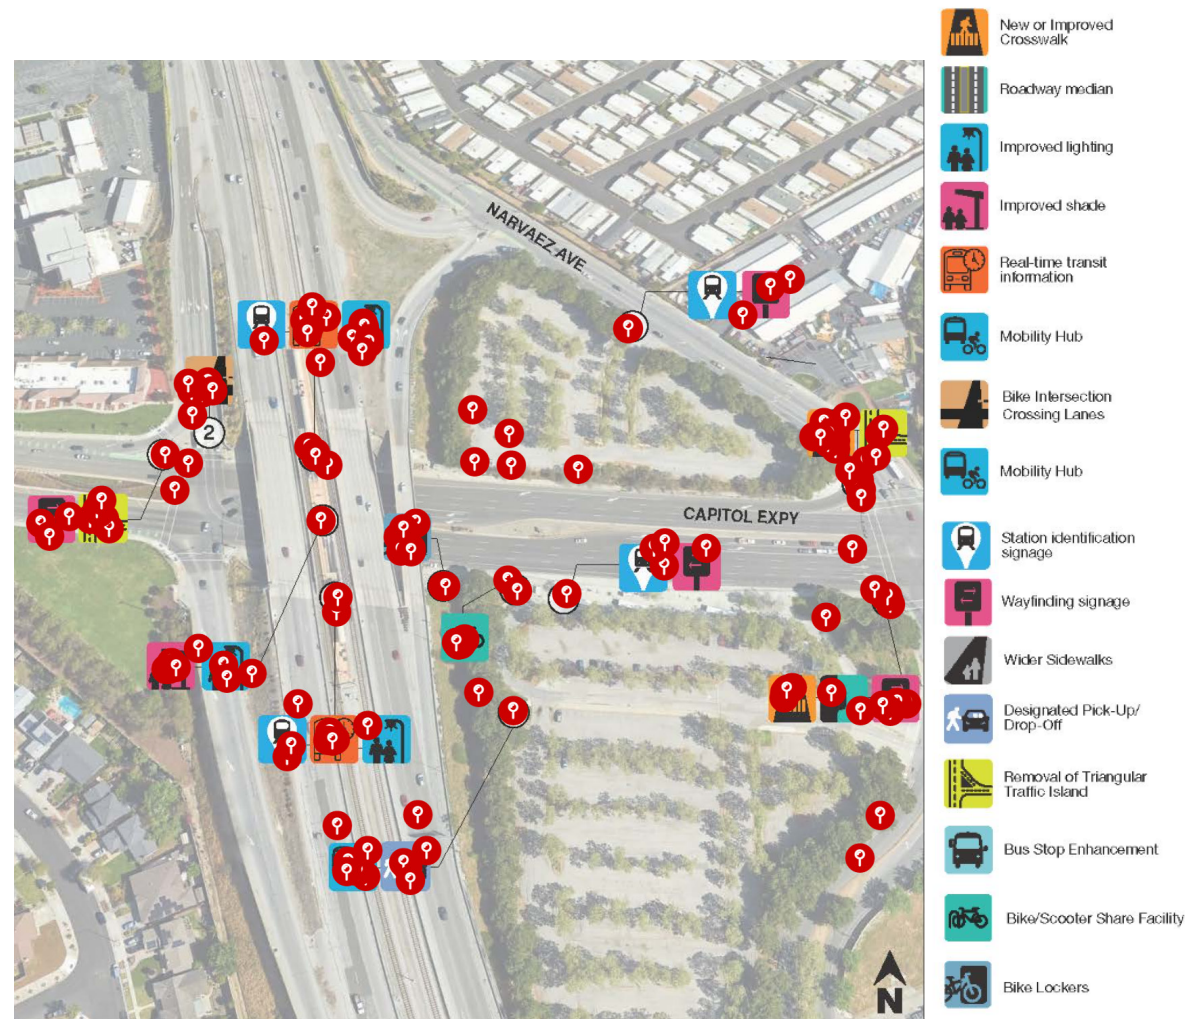 New or Improved
Crosswalk
Roadway median
Improved lighting
Improved shade
Real-time transit
information
Mobility Hub
Bike Intersection
Crossing Lanes
Mobility Hub
Station identification
signage
Wayfinding signage
Wider Sidewalks
Designated Pick-Up/
Drop-Off
Removal of Triangular
Traffic Island
Bus Stop Enhancement
Bike/Scooter Share Facility
Bike Lockers
NARVAEZ AVE
2
CAPITOL EXPY
N